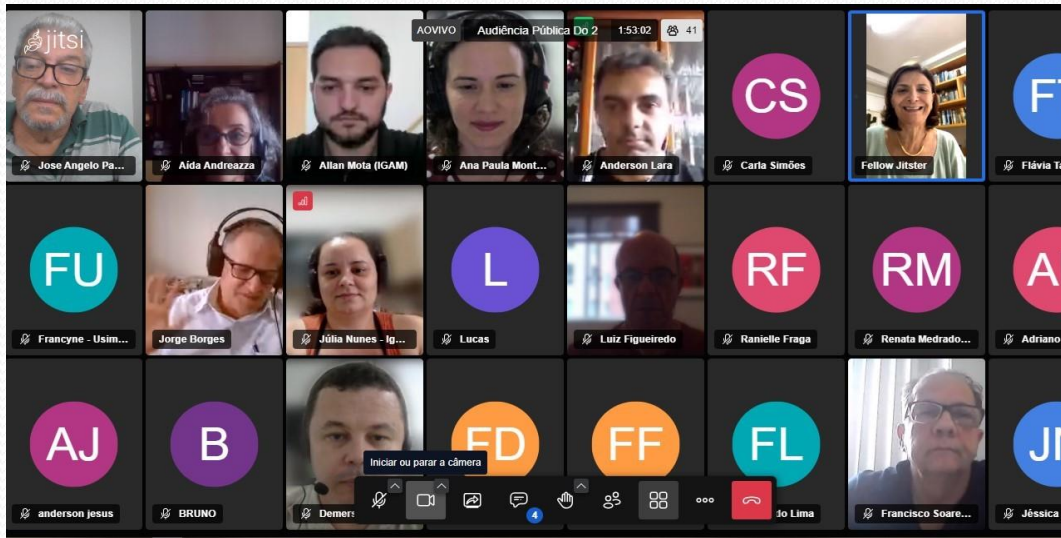 jitsi
AOVIVO Audiência Pública Do 2 1:53:02 41
Jose Angelo Pa...
Aída Andreazza
Allan Mota (IGAM)
Ana Paula Mont...
Anderson Lara
CS
Carla Simões
Fellow Jitster
F
Flávia Ta
FU
Francyne - Usim...
Jorge Borges
Júlia Nunes - Ig...
L
Lucas
Luiz Figueiredo
RF
Ranielle Fraga
RM
Renata Medrado...
A
Adriano
AJ
anderson jesus
B
BRUNO
Demers
FD
FF
FL
do Lima
Francisco Soare...
Jéssica
Iniciar ou parar a câmera
4